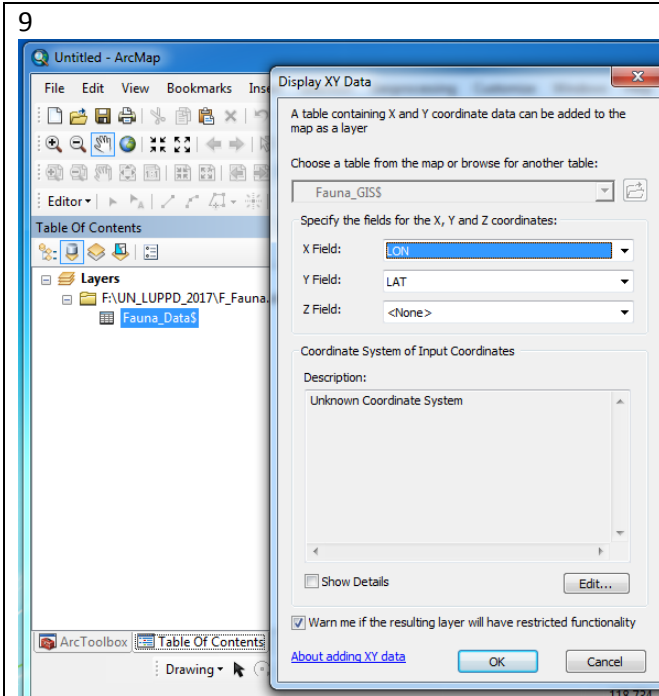 9
Untitled - ArcMap
File Edit View Bookmarks Inse
Editor
Table Of Contents
Layers
F:\UN_LUPPD_2017\F_Fauna.
Fauna_Data$
ArcToolbox Table Of Contents
Drawing
Display XY Data
A table containing X and Y coordinate data can be added to the
map as a layer
Choose a table from the map or browse for another table:
Fauna_GIS$
Specify the fields for the X, Y and Z coordinates:
X Field: LON
Y Field: LAT
Z Field: <None>
Coordinate System of Input Coordinates
Description:
Unknown Coordinate System
Show Details Edit...
Warn me if the resulting layer will have restricted functionality
About adding XY data OK Cancel